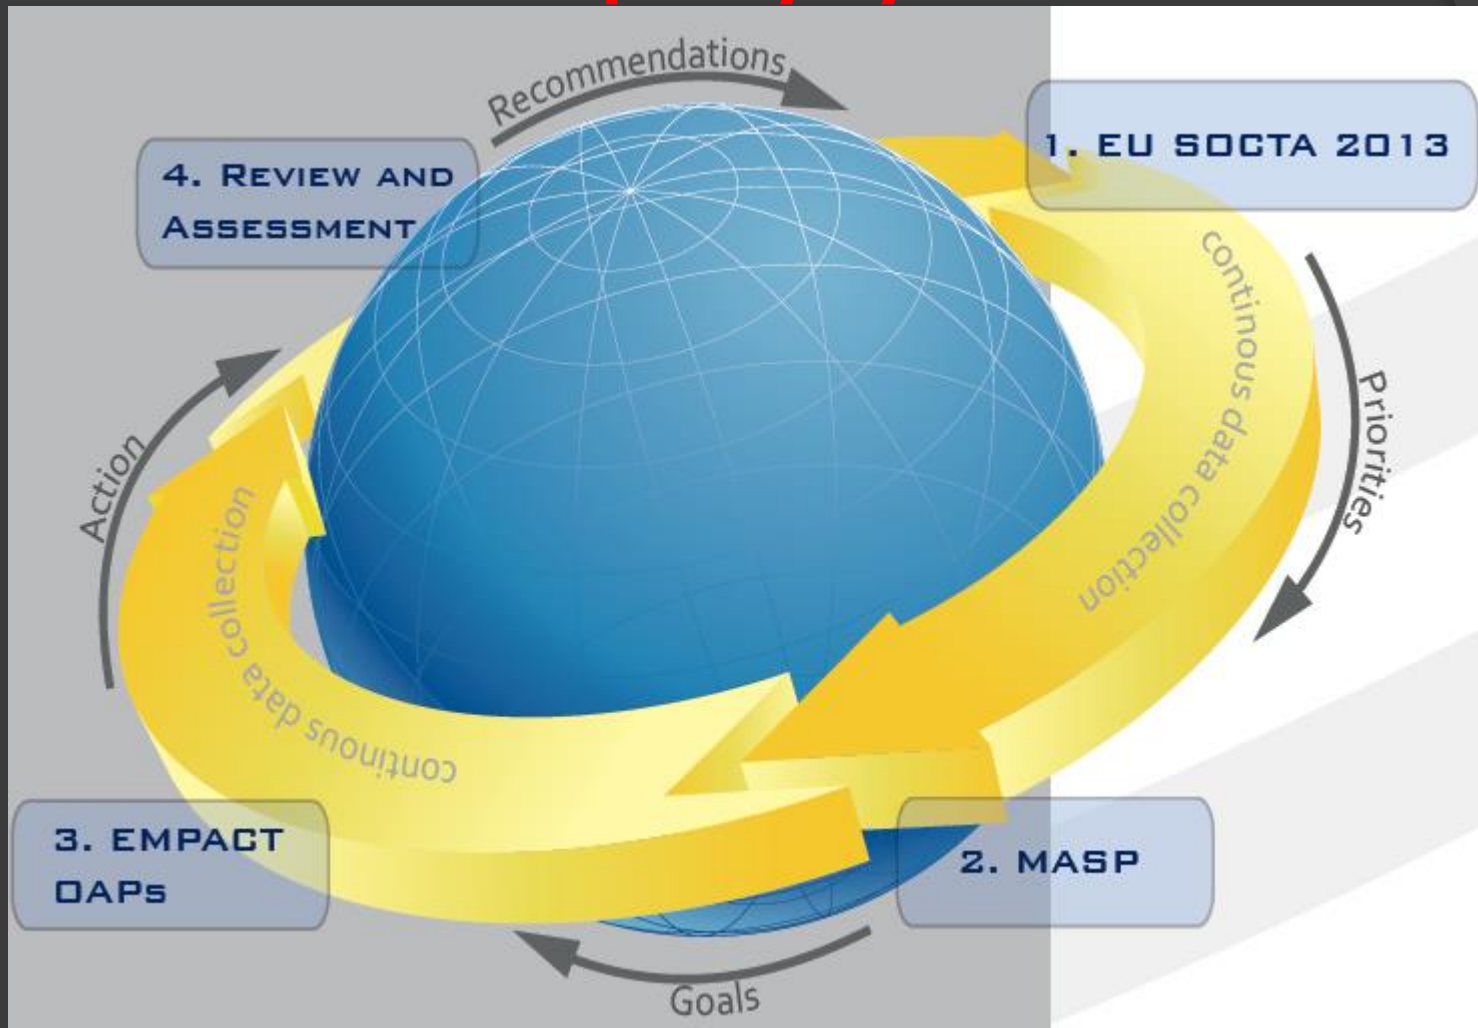 Recommendations
1. EU SOCTA 2013
4. REVIEW AND
ASSESSMENT
continous data collection
Priorities
Action
continous data collection
3. EMPACT
OAPs
2. MASP
Goals